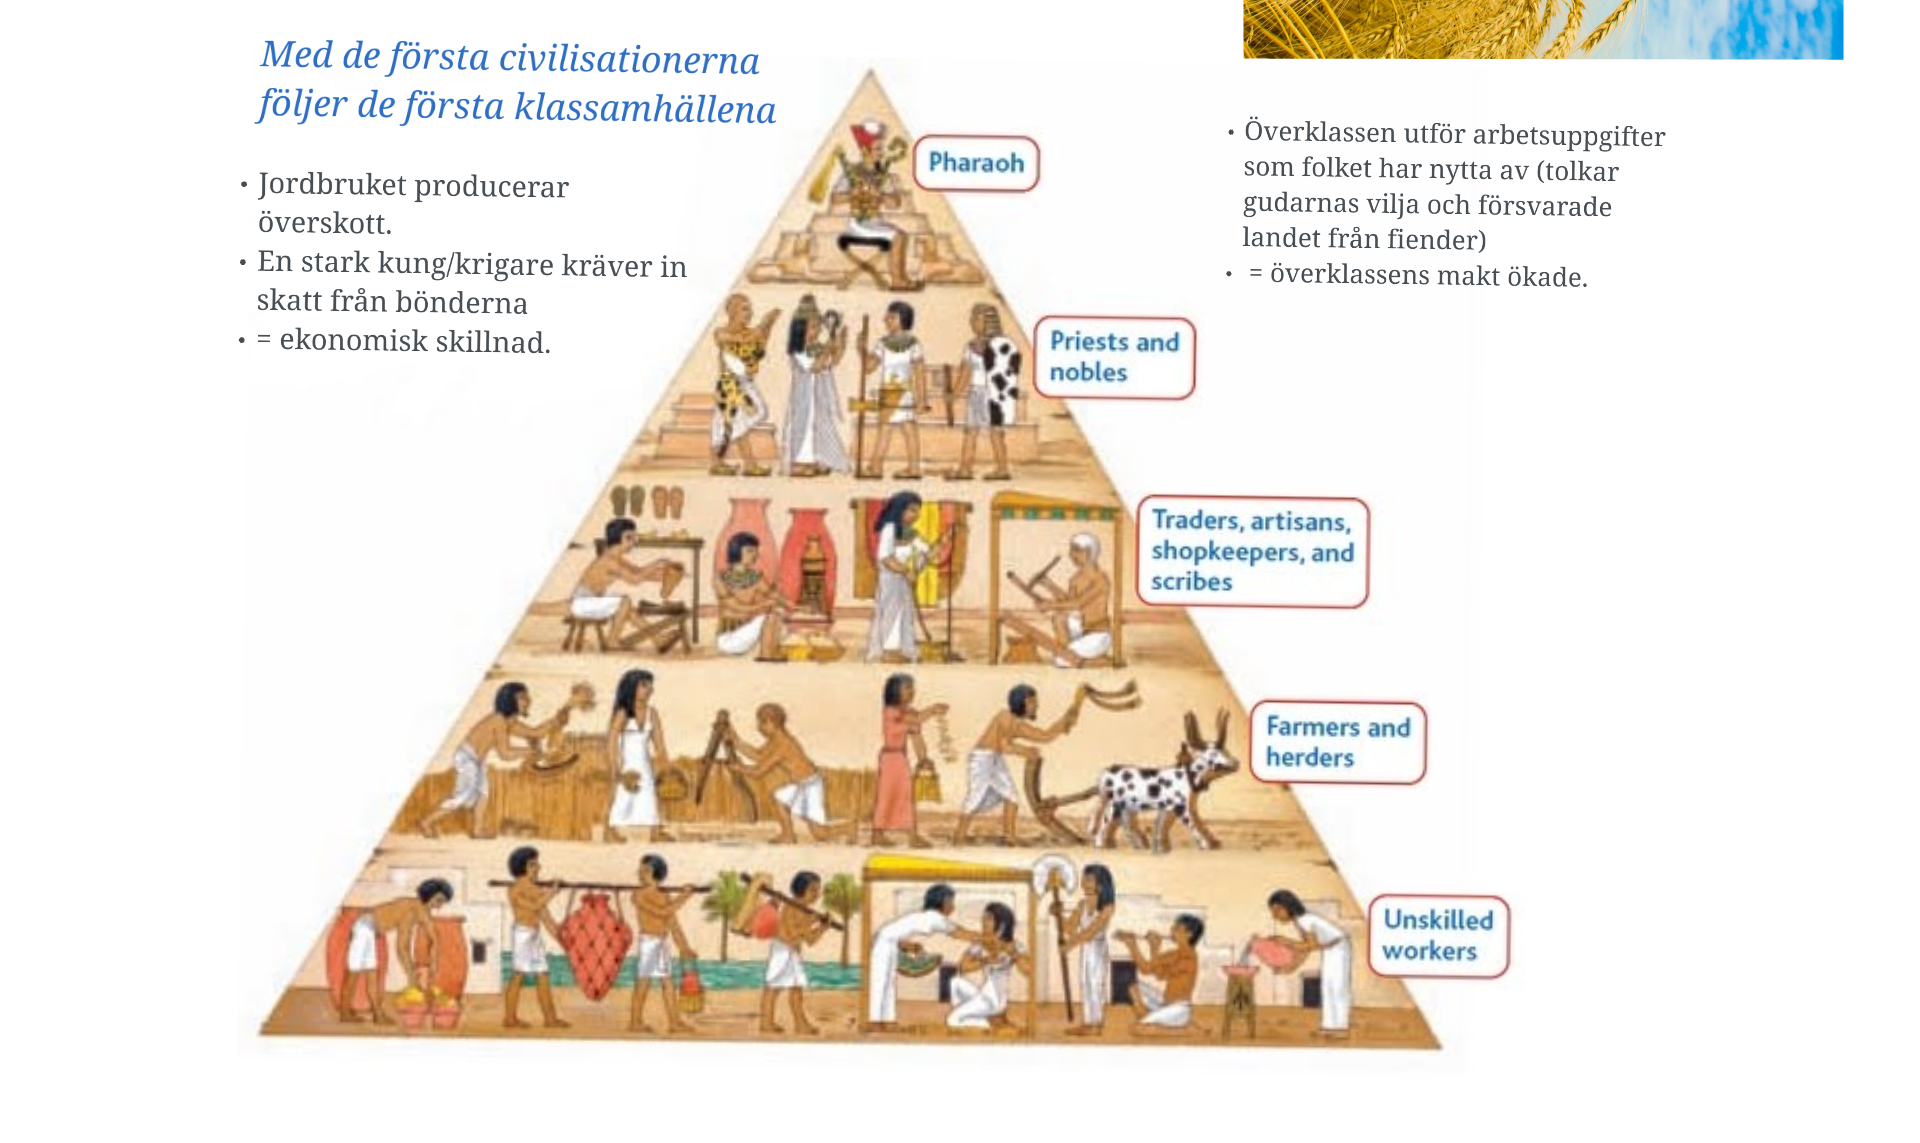 Med de första civilisationerna
följer de första klassamhällena
• Jordbruket producerar
överskott.
• En stark kung/krigare kräver in
skatt från bönderna
• = ekonomisk skillnad.
• Överklassen utför arbetsuppgifter
som folket har nytta av (tolkar
gudarnas vilja och försvarade
landet från fiender)
• = överklassens makt ökade.
Pharaoh
Priests and
nobles
Traders, artisans,
shopkeepers, and
scribes
Farmers and
herders
Unskilled
workers